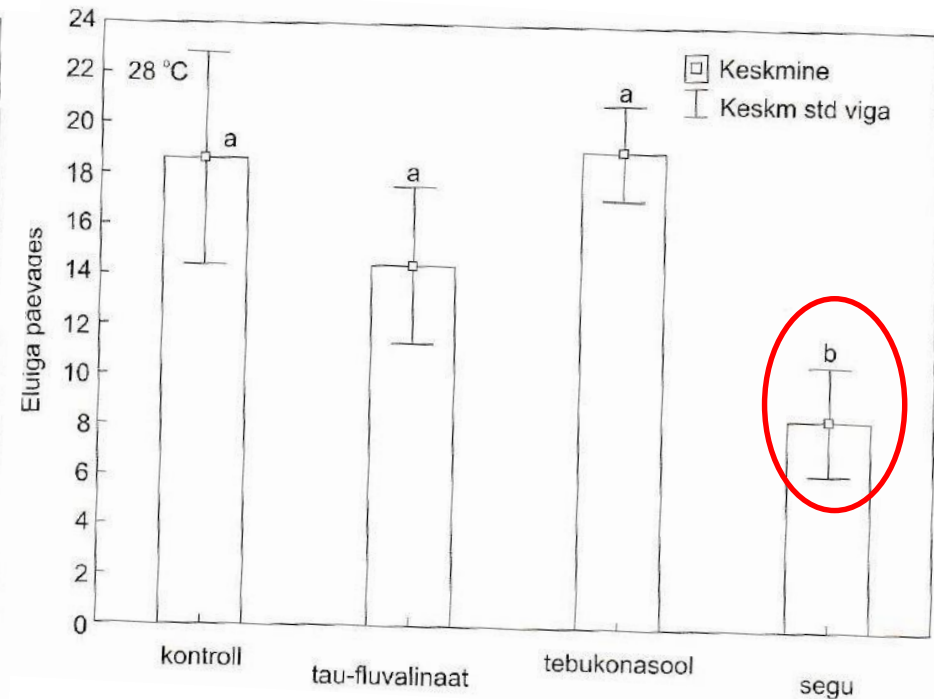 24
22
20
18
16
14
12
10
8
6
4
2
0
Eluiga päevades
28 °C
Keskmine
Keskm std viga
a
a
a
b
kontroll
tau-fluvalinaat
tebukonasool
segu